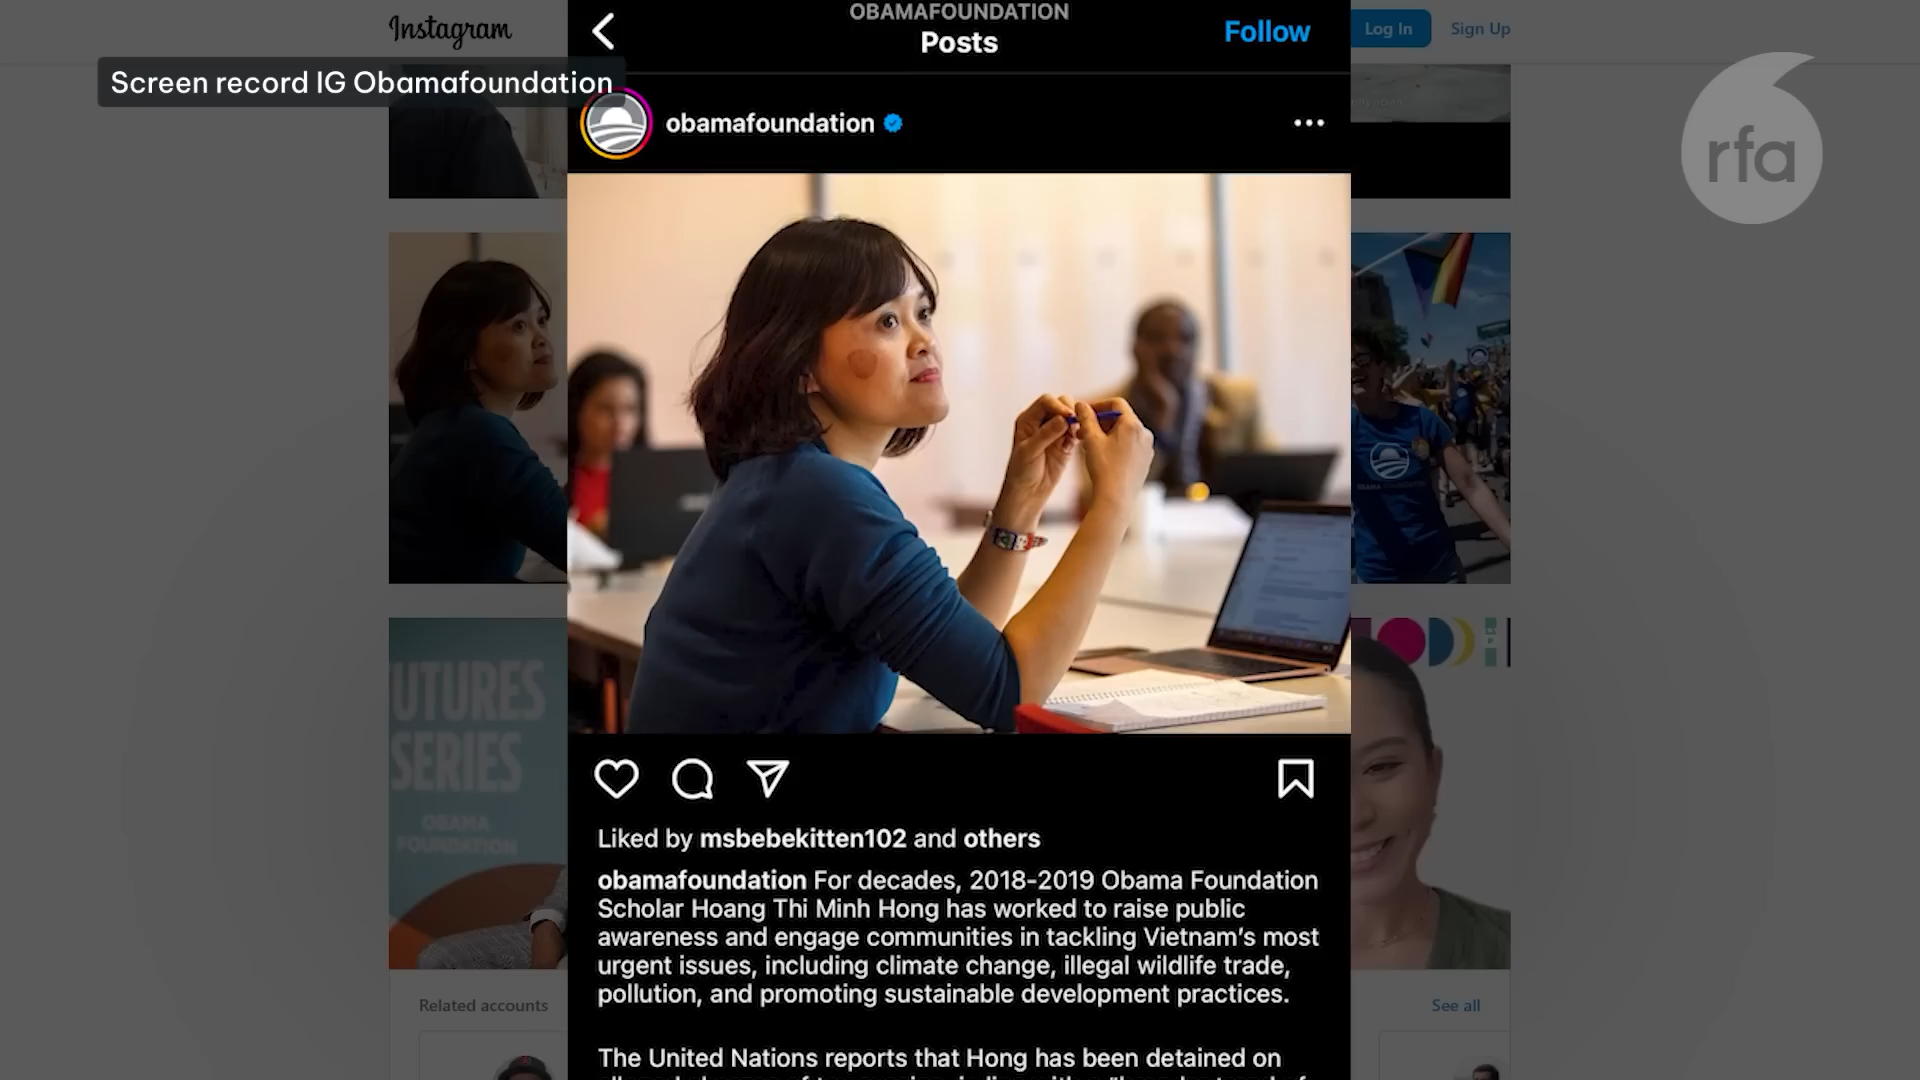 Instagram
OBAMAFOUNDATION
Posts
Follow
Log In
Sign Up
Screen record IG Obamafoundation
obamafoundation
rfa
UTURES
SERIES
OBAMA
FOUNDATION
Liked by msbebekitten102 and others
obamafoundation For decades, 2018-2019 Obama Foundation
Scholar Hoang Thi Minh Hong has worked to raise public
awareness and engage communities in tackling Vietnam's most
urgent issues, including climate change, illegal wildlife trade,
pollution, and promoting sustainable development practices.
The United Nations reports that Hong has been detained on
Related accounts
See all